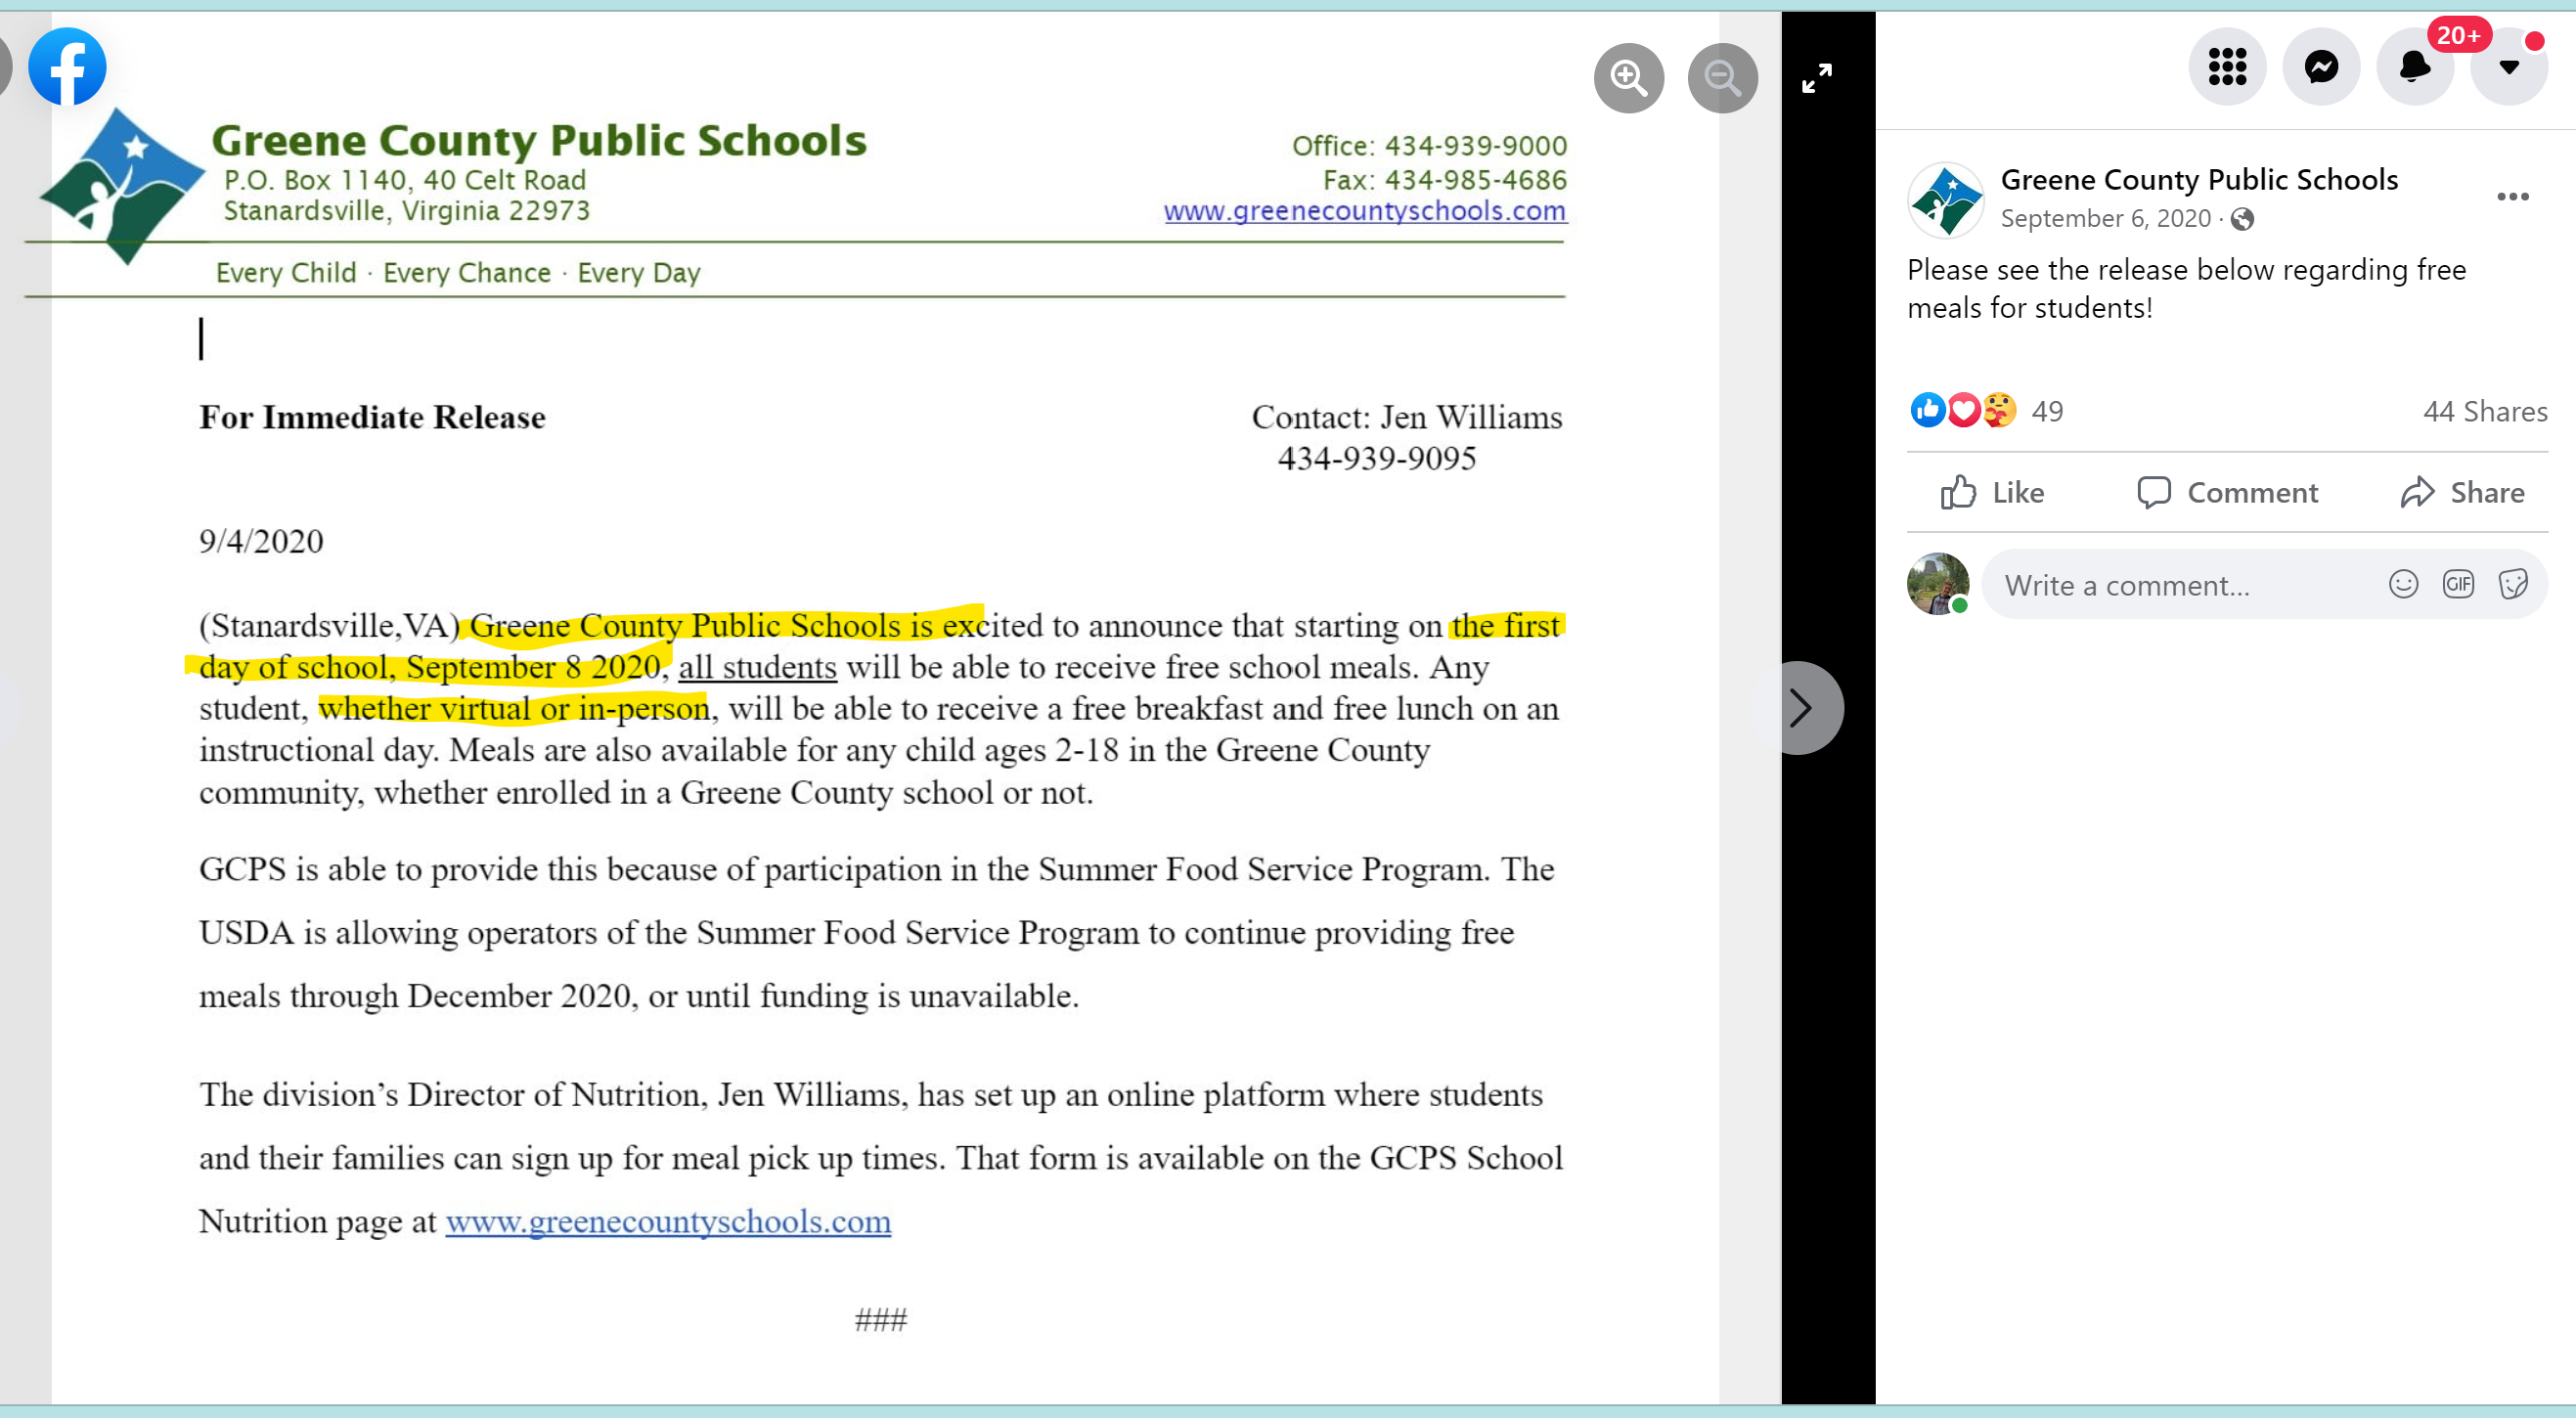 Greene County Public Schools
P.O. Box 1140, 40 Celt Road
Stanardsville, Virginia 22973
Office: 434-939-9000
Fax: 434-985-4686
www.greenecountyschools.com
Every Child · Every Chance · Every Day
For Immediate Release
Contact: Jen Williams
434-939-9095
9/4/2020
(Stanardsville,VA) Greene County Public Schools is excited to announce that starting on the first
day of school, September 8 2020, all students will be able to receive free school meals. Any
student, whether virtual or in-person, will be able to receive a free breakfast and free lunch on an
instructional day. Meals are also available for any child ages 2-18 in the Greene County
community, whether enrolled in a Greene County school or not.
GCPS is able to provide this because of participation in the Summer Food Service Program. The
USDA is allowing operators of the Summer Food Service Program to continue providing free
meals through December 2020, or until funding is unavailable.
The division’s Director of Nutrition, Jen Williams, has set up an online platform where students
and their families can sign up for meal pick up times. That form is available on the GCPS School
Nutrition page at www.greenecountyschools.com
###
20+
Greene County Public Schools
September 6, 2020 ·
Please see the release below regarding free
meals for students!
49
44 Shares
Like
Comment
Share
Write a comment...
GIF